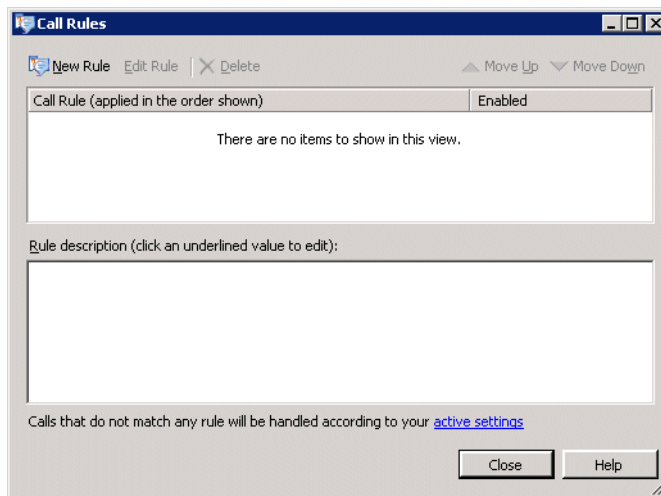 Call Rules
New Rule Edit Rule Delete Move Up Move Down
Call Rule (applied in the order shown) Enabled
There are no items to show in this view.
Rule description (click an underlined value to edit):
Calls that do not match any rule will be handled according to your active settings
Close Help